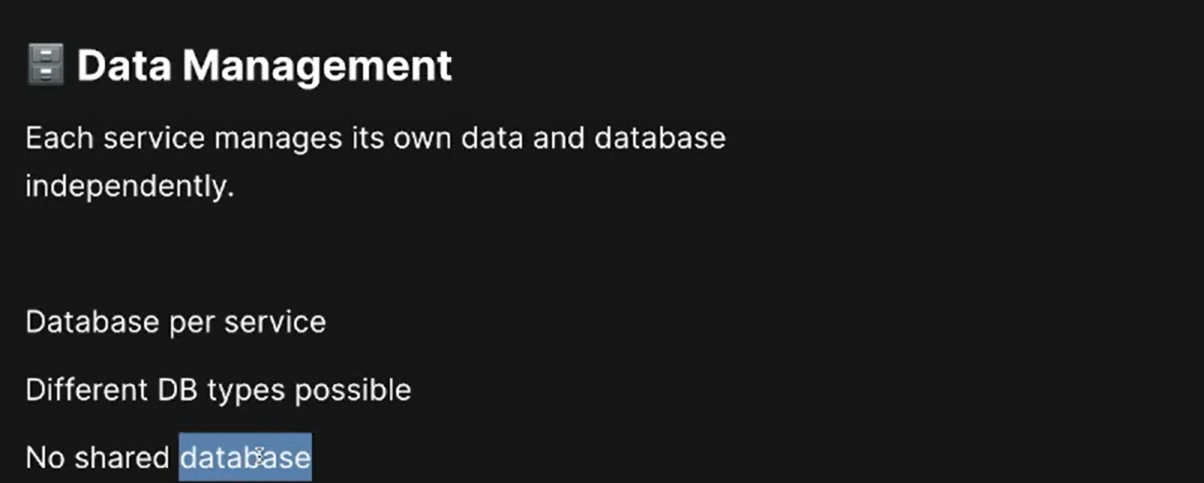 Data Management
Each service manages its own data and database
independently.
Database per service
Different DB types possible
No shared database